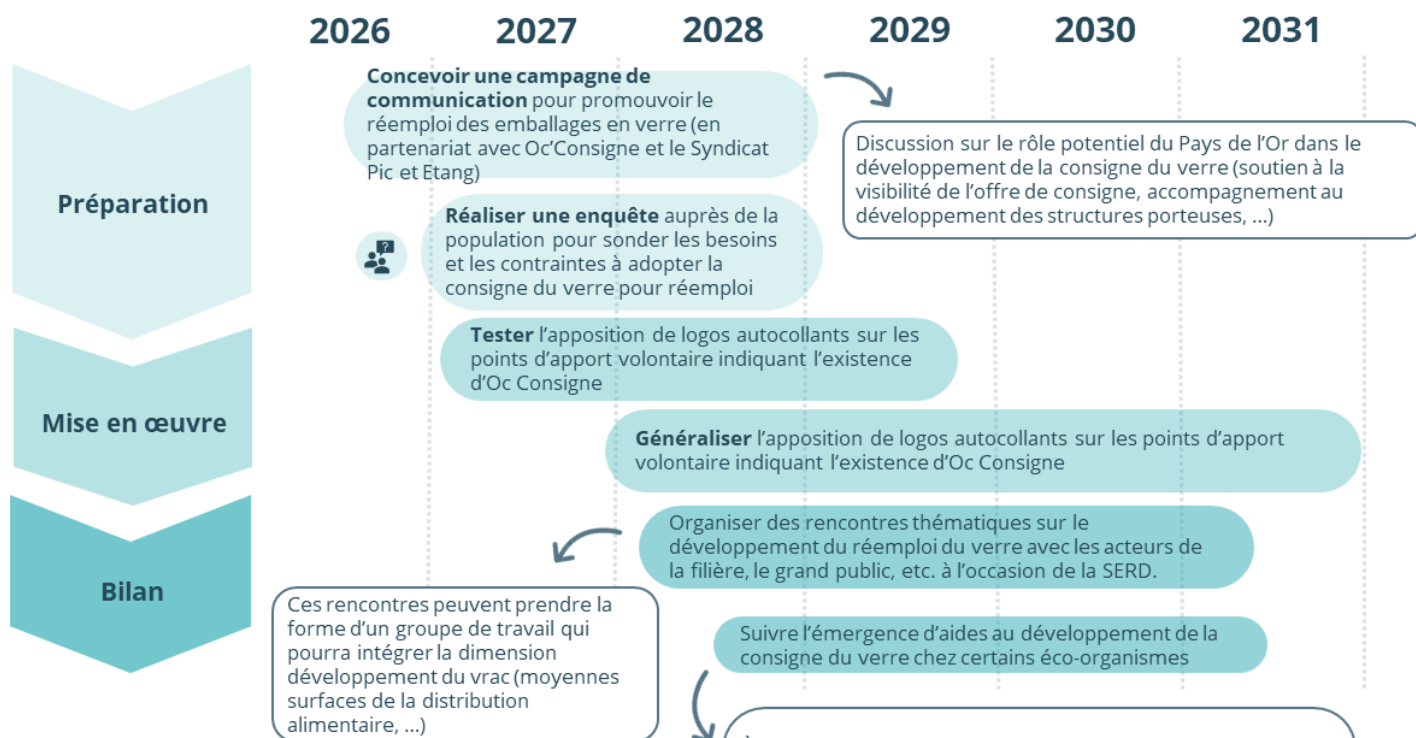 2026 2027 2028 2029 2030 2031
Préparation
Concevoir une campagne de
communication pour promouvoir le
réemploi des emballages en verre (en
partenariat avec Oc’Consigne et le Syndicat
Pic et Etang)
Discussion sur le rôle potentiel du Pays de l’Or dans le
développement de la consigne du verre (soutien à la
visibilité de l’offre de consigne, accompagnement au
développement des structures porteuses, ...)
Réaliser une enquête auprès de la
population pour sonder les besoins
et les contraintes à adopter la
consigne du verre pour réemploi
Mise en œuvre
Tester l’apposition de logos autocollants sur les
points d’apport volontaire indiquant l’existence
d’Oc Consigne
Généraliser l’apposition de logos autocollants sur les points d’apport
volontaire indiquant l’existence d’Oc Consigne
Bilan
Organiser des rencontres thématiques sur le
développement du réemploi du verre avec les acteurs de
la filière, le grand public, etc. à l’occasion de la SERD.
Ces rencontres peuvent prendre la
forme d’un groupe de travail qui
pourra intégrer la dimension
développement du vrac (moyennes
surfaces de la distribution
alimentaire, ...)
Suivre l’émergence d’aides au développement de la
consigne du verre chez certains éco-organismes